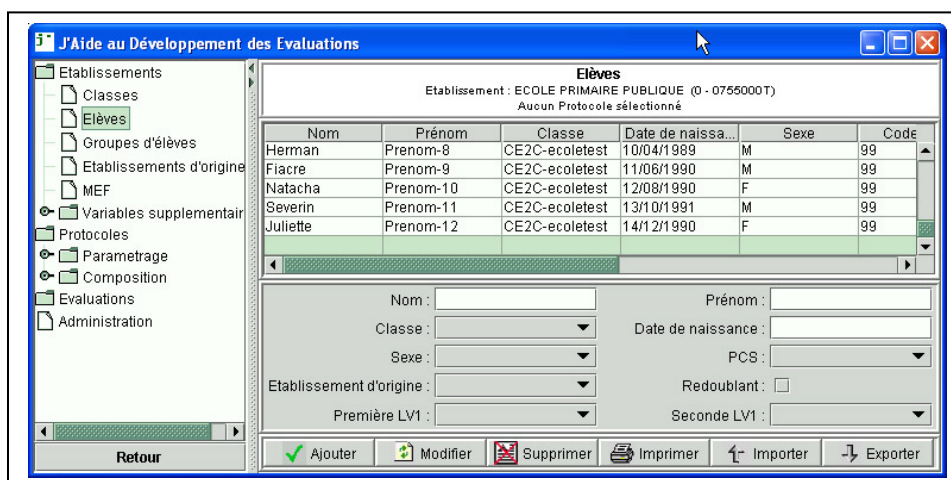 J'Aide au Développement des Evaluations
Etablissements
Classes
Elèves
Groupes d'élèves
Etablissements d'origine
MEF
Variables supplementair
Protocoles
Parametrage
Composition
Evaluations
Administration
Retour
Elèves
Etablissement : ECOLE PRIMAIRE PUBLIQUE (0 - 0755000T)
Aucun Protocole sélectionné
Nom Prénom Classe Date de naissa... Sexe Code
Herman Prenom-8 CE2C-ecoletest 10/04/1989 M 99
Fiacre Prenom-9 CE2C-ecoletest 11/06/1990 M 99
Natacha Prenom-10 CE2C-ecoletest 12/08/1990 F 99
Severin Prenom-11 CE2C-ecoletest 13/10/1991 M 99
Juliette Prenom-12 CE2C-ecoletest 14/12/1990 F 99
Nom : Prénom :
Classe : Date de naissance :
Sexe : PCS :
Etablissement d'origine : Redoublant :
Première LV1 : Seconde LV1 :
Ajouter Modifier Supprimer Imprimer Importer Exporter